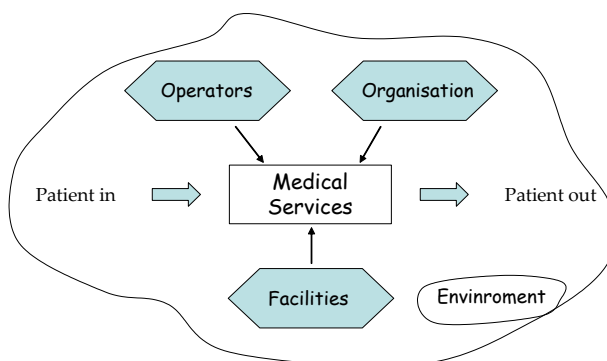 Operators
Organisation
Patient in
Medical
Services
Patient out
Facilities
Envinroment